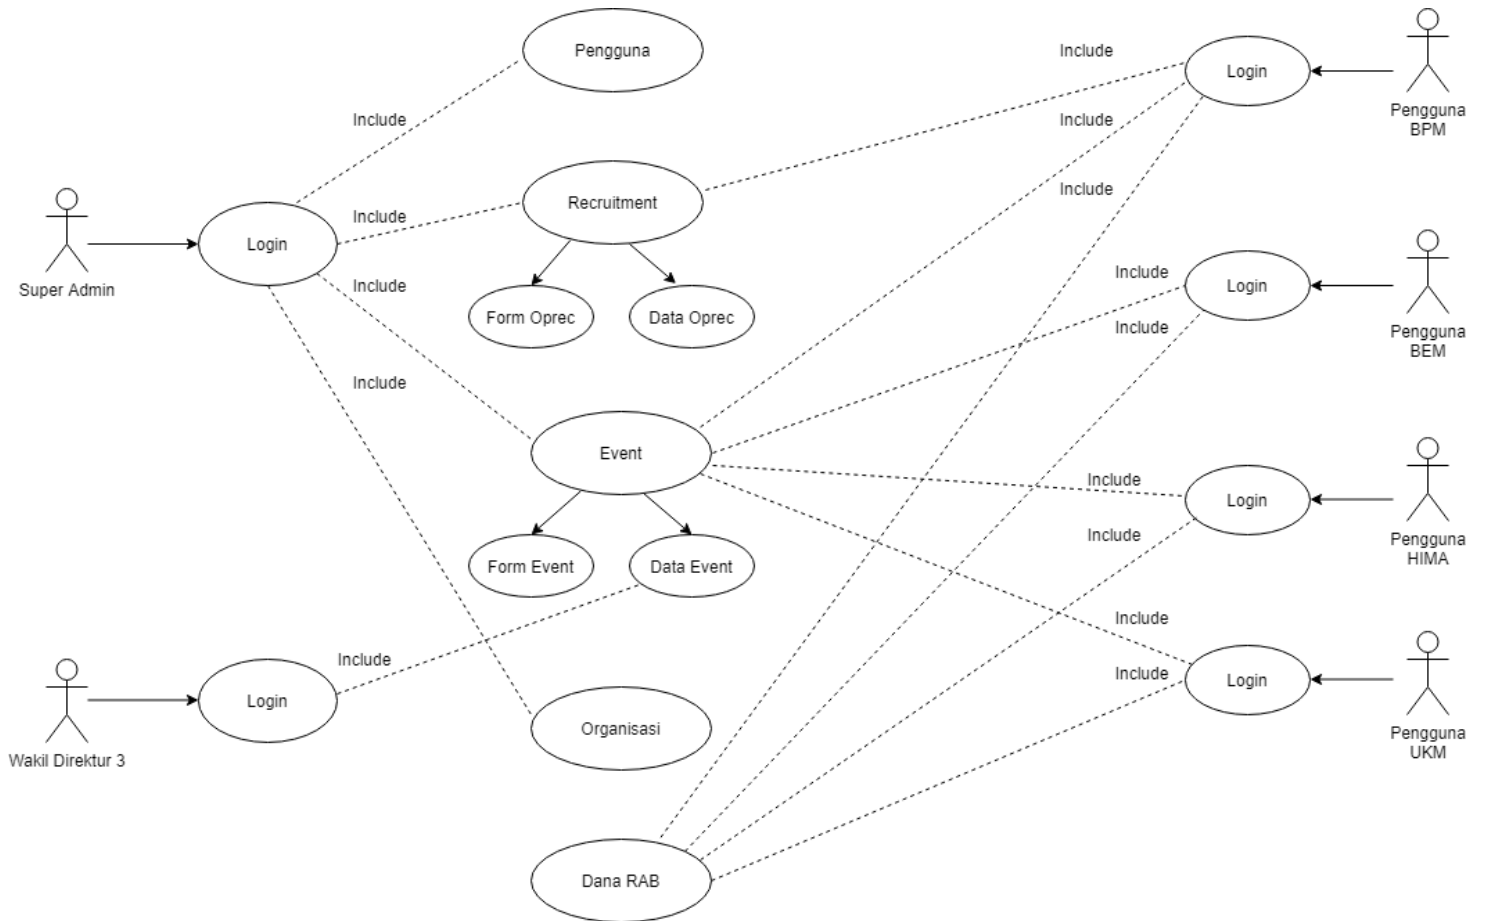 Pengguna
Include
Login
Pengguna
BPM
Include
Include
Include
Recruitment
Include
Login
Super Admin
Include
Form Oprec
Data Oprec
Include
Include
Login
Pengguna
BEM
Include
Event
Include
Login
Pengguna
HIMA
Include
Form Event
Data Event
Include
Login
Wakil Direktur 3
Include
Organisasi
Include
Login
Pengguna
UKM
Include
Dana RAB